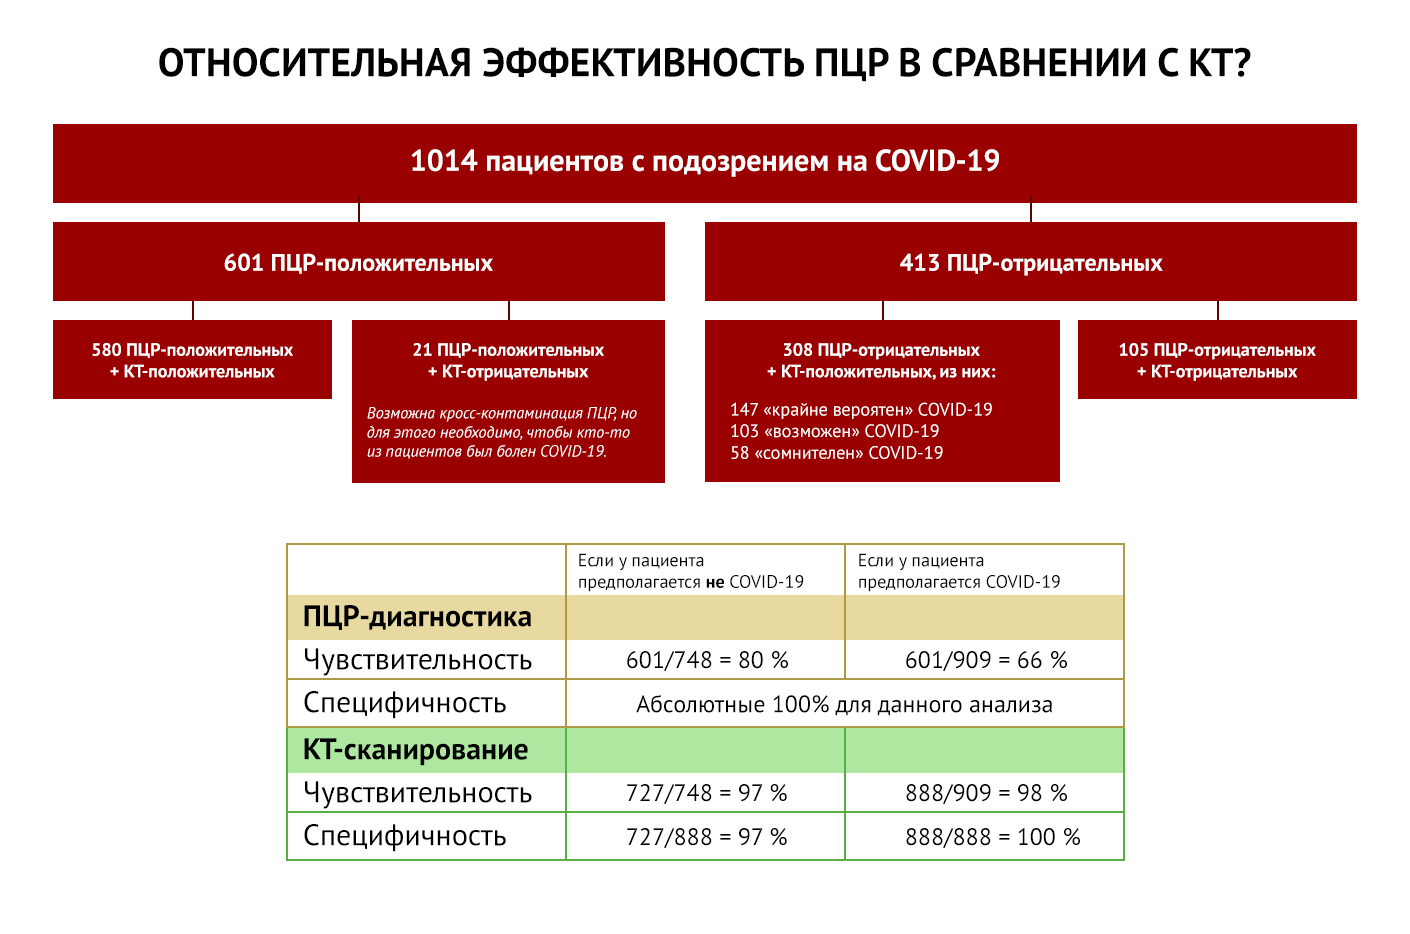 ОТНОСИТЕЛЬНАЯ ЭФФЕКТИВНОСТЬ ПЦР В СРАВНЕНИИ С КТ?
1014 пациентов с подозрением на COVID-19
601 ПЦР-положительных
413 ПЦР-отрицательных
580 ПЦР-положительных
+ КТ-положительных
21 ПЦР-положительных
+ КТ-отрицательных
Возможна кросс-контаминация ПЦР, но
для этого необходимо, чтобы кто-то
из пациентов был болен COVID-19.
308 ПЦР-отрицательных
+ КТ-положительных, из них:
147 «крайне вероятен» COVID-19
103 «возможен» COVID-19
58 «сомнителен» COVID-19
105 ПЦР-отрицательных
+ КТ-отрицательных
Если у пациента
предполагается не COVID-19
Если у пациента
предполагается COVID-19
ПЦР-диагностика
Чувствительность
601/748 = 80 %
601/909 = 66 %
Специфичность
Абсолютные 100% для данного анализа
КТ-сканирование
Чувствительность
727/748 = 97 %
888/909 = 98 %
Специфичность
727/888 = 97 %
888/888 = 100 %